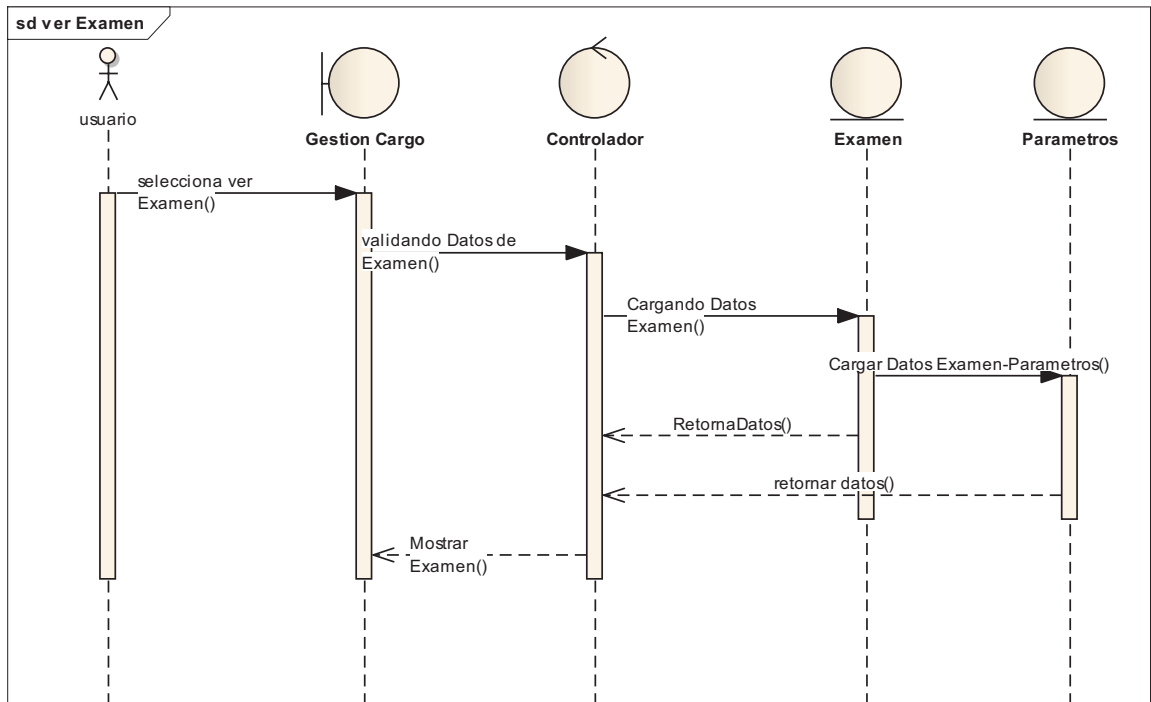 sd ver Examen
usuario
Gestion Cargo
Controlador
Examen
Parametros
selecciona ver
Examen()
validando Datos de
Examen()
Cargando Datos
Examen()
Cargar Datos Examen-Parametros()
RetornaDatos()
retornar datos()
Mostrar
Examen()